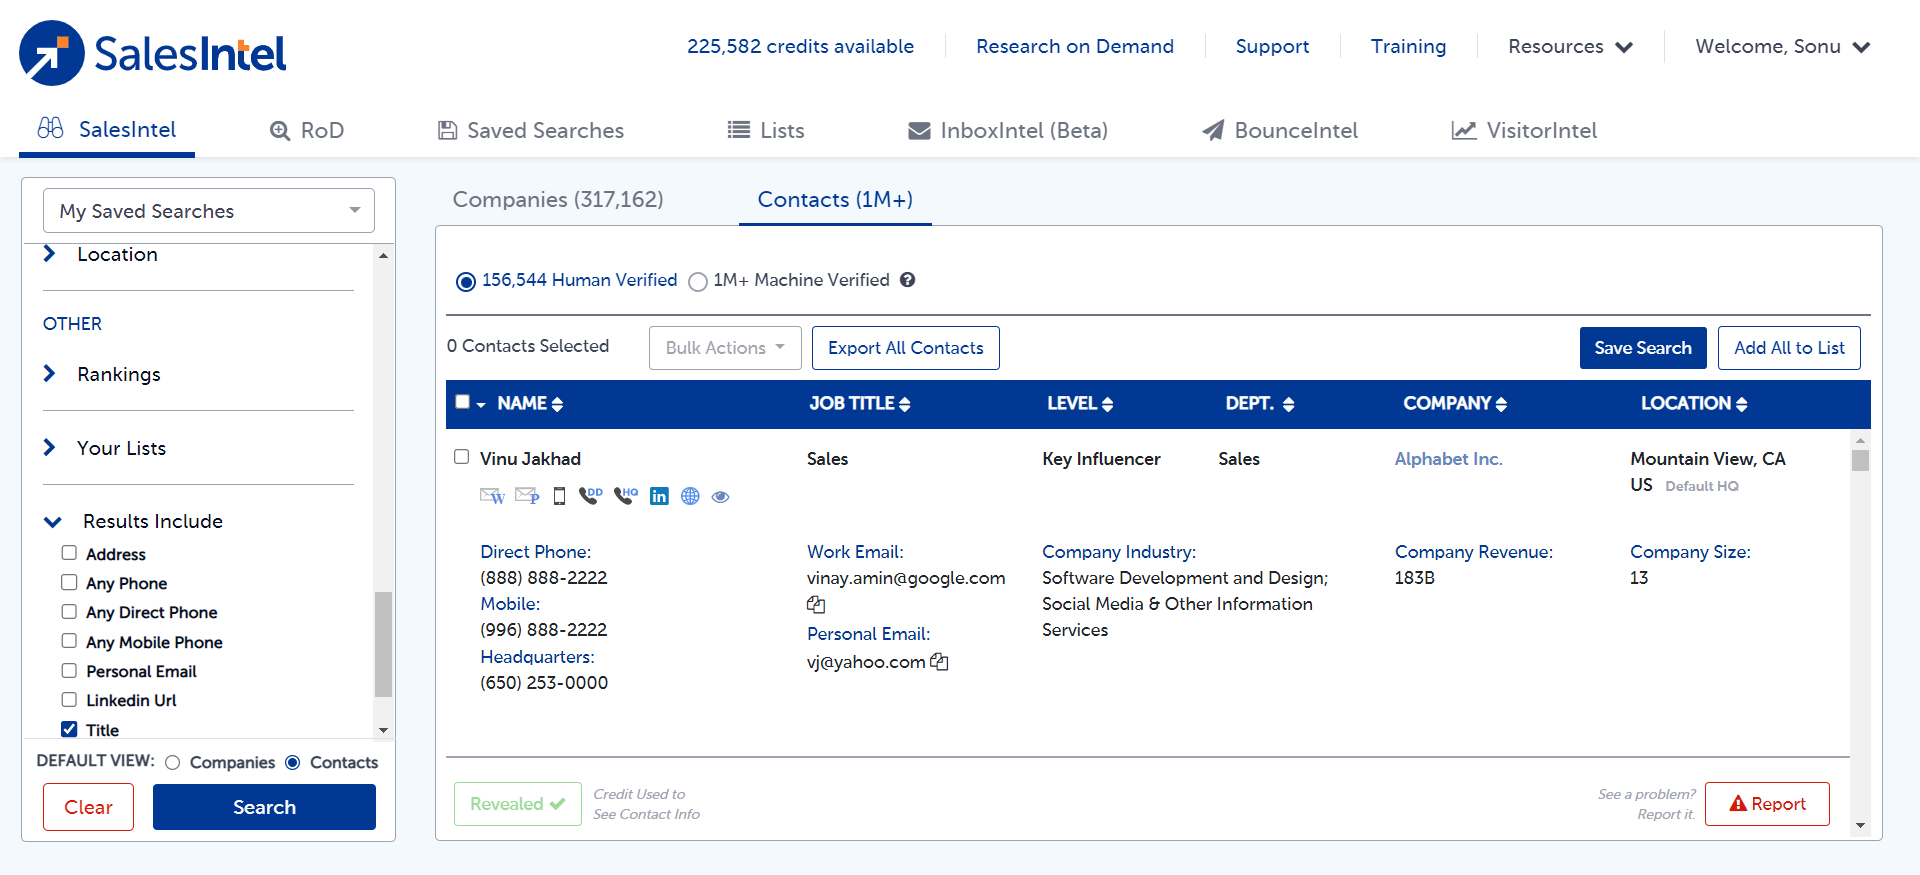 SalesIntel
225,582 credits available
Research on Demand
Support
Training
Resources
Welcome, Sonu
SalesIntel
RoD
Saved Searches
Lists
InboxIntel (Beta)
BounceIntel
VisitorIntel
My Saved Searches
Location
OTHER
Rankings
Your Lists
Results Include
Address
Any Phone
Any Direct Phone
Any Mobile Phone
Personal Email
Linkedin Url
Title
DEFAULT VIEW: Companies Contacts
Clear
Search
Companies (317,162)
Contacts (1M+)
156,544 Human Verified
1M+ Machine Verified ?
0 Contacts Selected
Bulk Actions
Export All Contacts
Save Search
Add All to List
NAME
JOB TITLE
LEVEL
DEPT.
COMPANY
LOCATION
Vinu Jakhad
Sales
Key Influencer
Sales
Alphabet Inc.
Mountain View, CA
US Default HQ
W
P
DD
HQ
in
Direct Phone:
(888) 888-2222
Mobile:
(996) 888-2222
Headquarters:
(650) 253-0000
Work Email:
vinay.amin@google.com
Personal Email:
vj@yahoo.com
Company Industry:
Software Development and Design;
Social Media & Other Information
Services
Company Revenue:
183B
Company Size:
13
Revealed
Credit Used to
See Contact Info
See a problem?
Report it.
Report